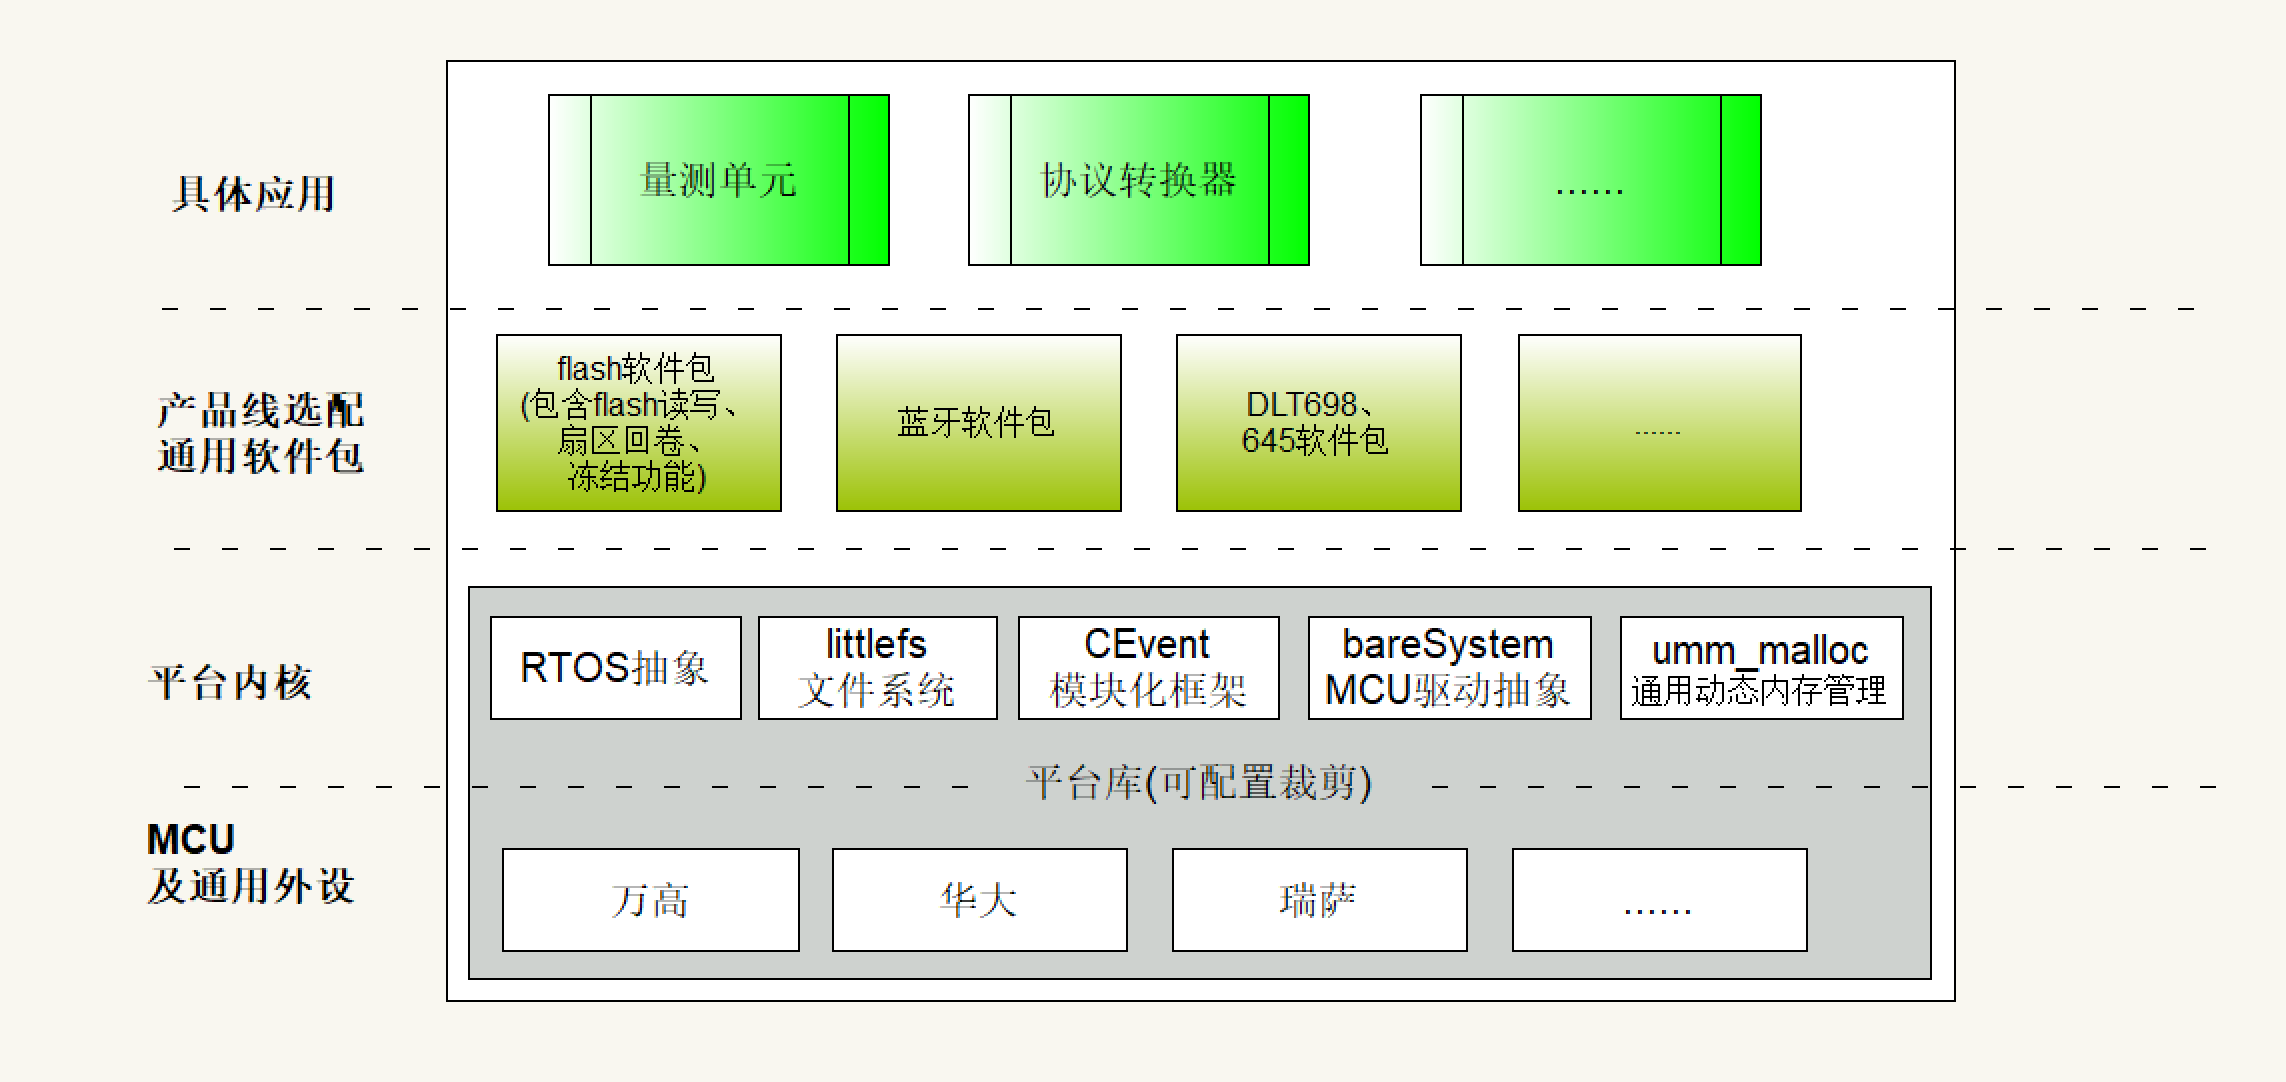 具体应用
量测单元
协议转换器
......
产品线选配
通用软件包
flash软件包
(包含flash读写、
扇区回卷、
冻结功能)
蓝牙软件包
DLT698、
645软件包
......
平台内核
RTOS抽象
littlefs
文件系统
CEvent
模块化框架
bareSystem
MCU驱动抽象
umm_malloc
通用动态内存管理
平台库(可配置裁剪)
MCU
及通用外设
万高
华大
瑞萨
......